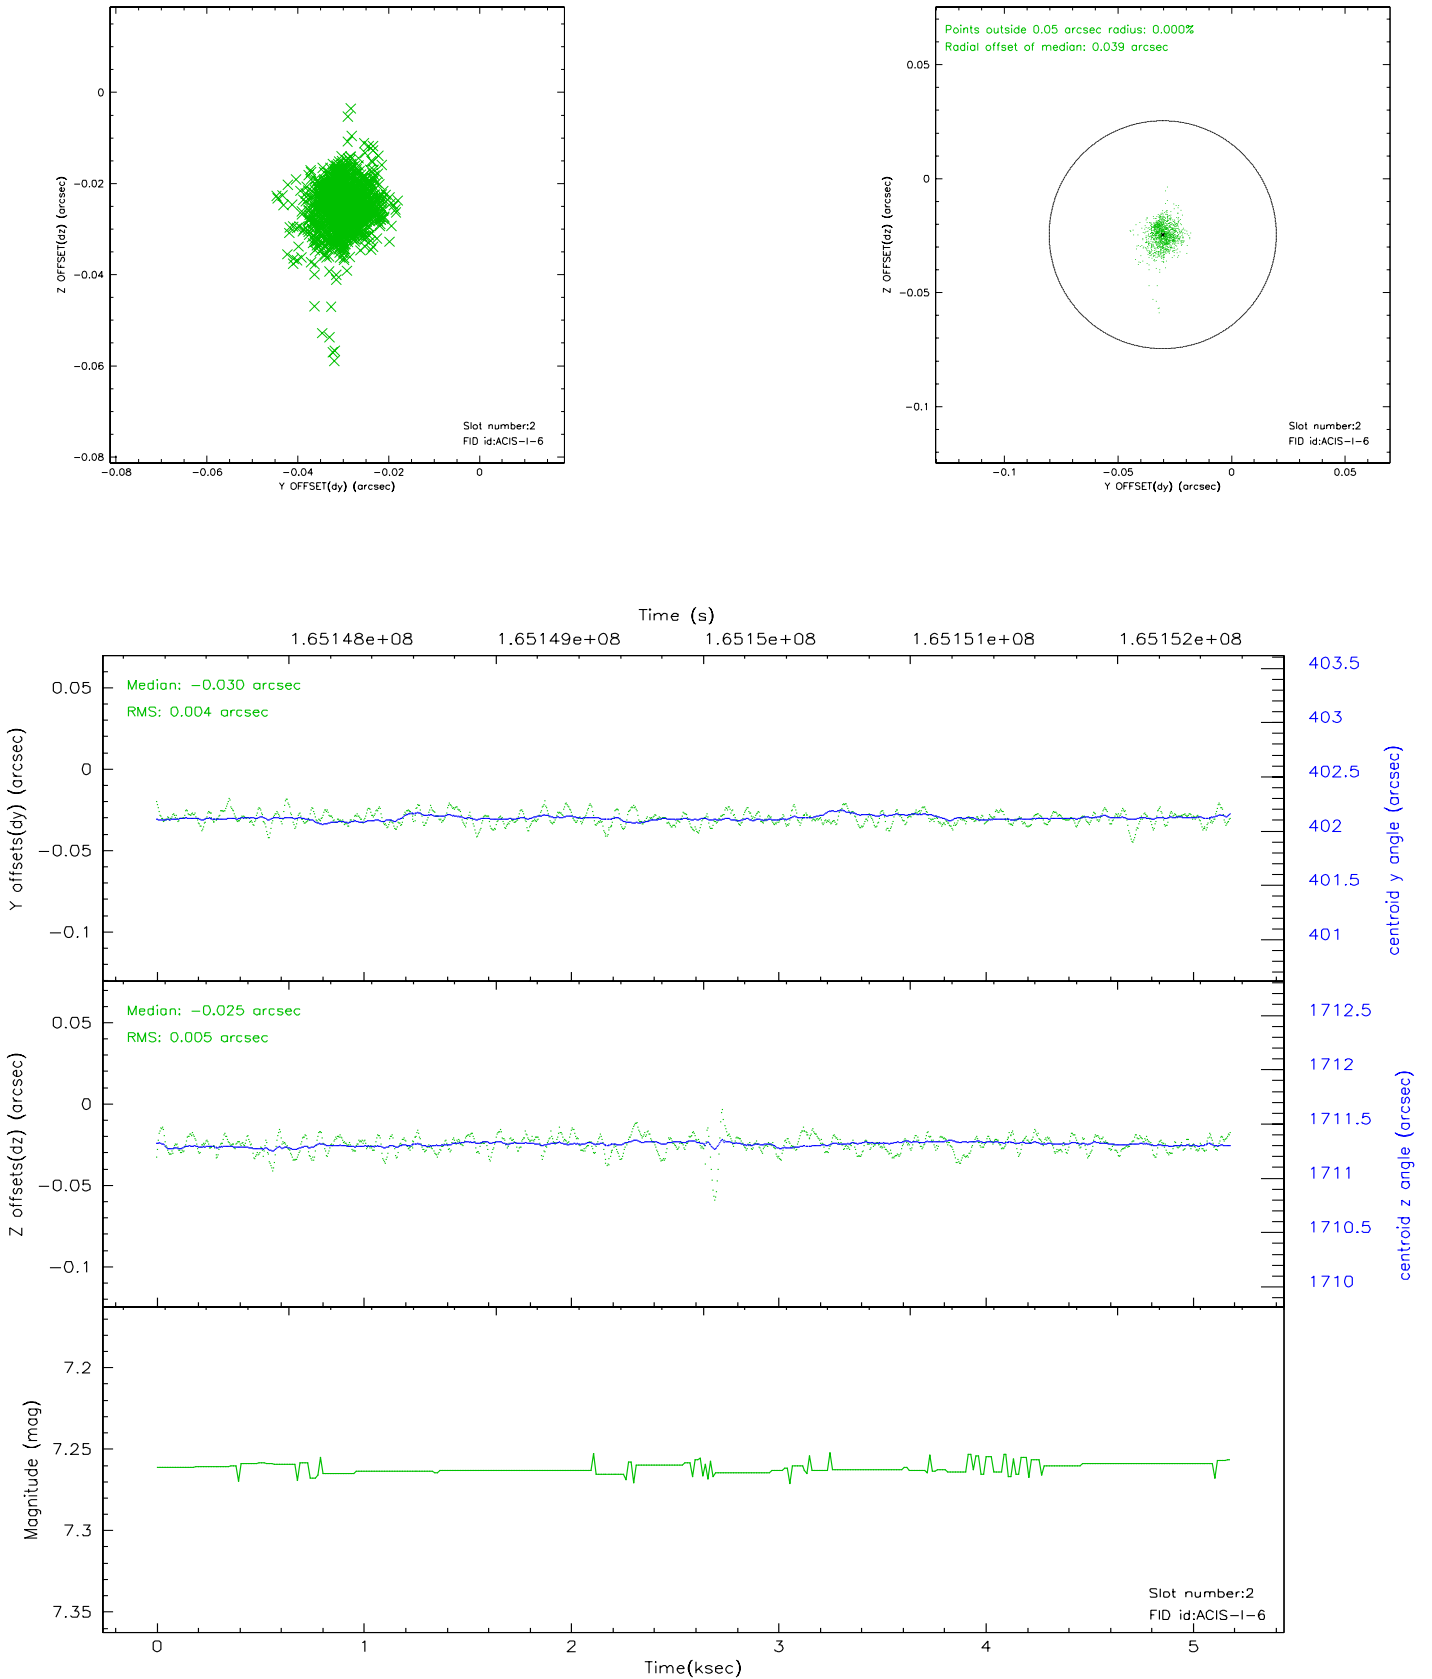 0
-0.02
-0.04
-0.06
-0.08
Z OFFSET(dz) (arcsec)
Slot number:2
FID id:ACIS-I-6
-0.08 -0.06 -0.04 -0.02 0
Y OFFSET(dy) (arcsec)
Points outside 0.05 arcsec radius: 0.000%
Radial offset of median: 0.039 arcsec
0.05
0
-0.05
-0.1
Z OFFSET(dz) (arcsec)
Slot number:2
FID id:ACIS-I-6
-0.1 -0.05 0 0.05
Y OFFSET(dy) (arcsec)
Time (s)
1.65148e+08 1.65149e+08 1.6515e+08 1.65151e+08 1.65152e+08
Median: -0.030 arcsec
RMS: 0.004 arcsec
0.05
0
-0.05
-0.1
Y offsets(dy) (arcsec)
403.5
403
402.5
402
401.5
401
centroid y angle (arcsec)
Median: -0.025 arcsec
RMS: 0.005 arcsec
0.05
0
-0.05
-0.1
Z offsets(dz) (arcsec)
1712.5
1712
1711.5
1711
1710.5
1710
centroid z angle (arcsec)
7.2
7.25
7.3
7.35
Magnitude (mag)
Slot number:2
FID id:ACIS-I-6
0 1 2 3 4 5
Time(ksec)